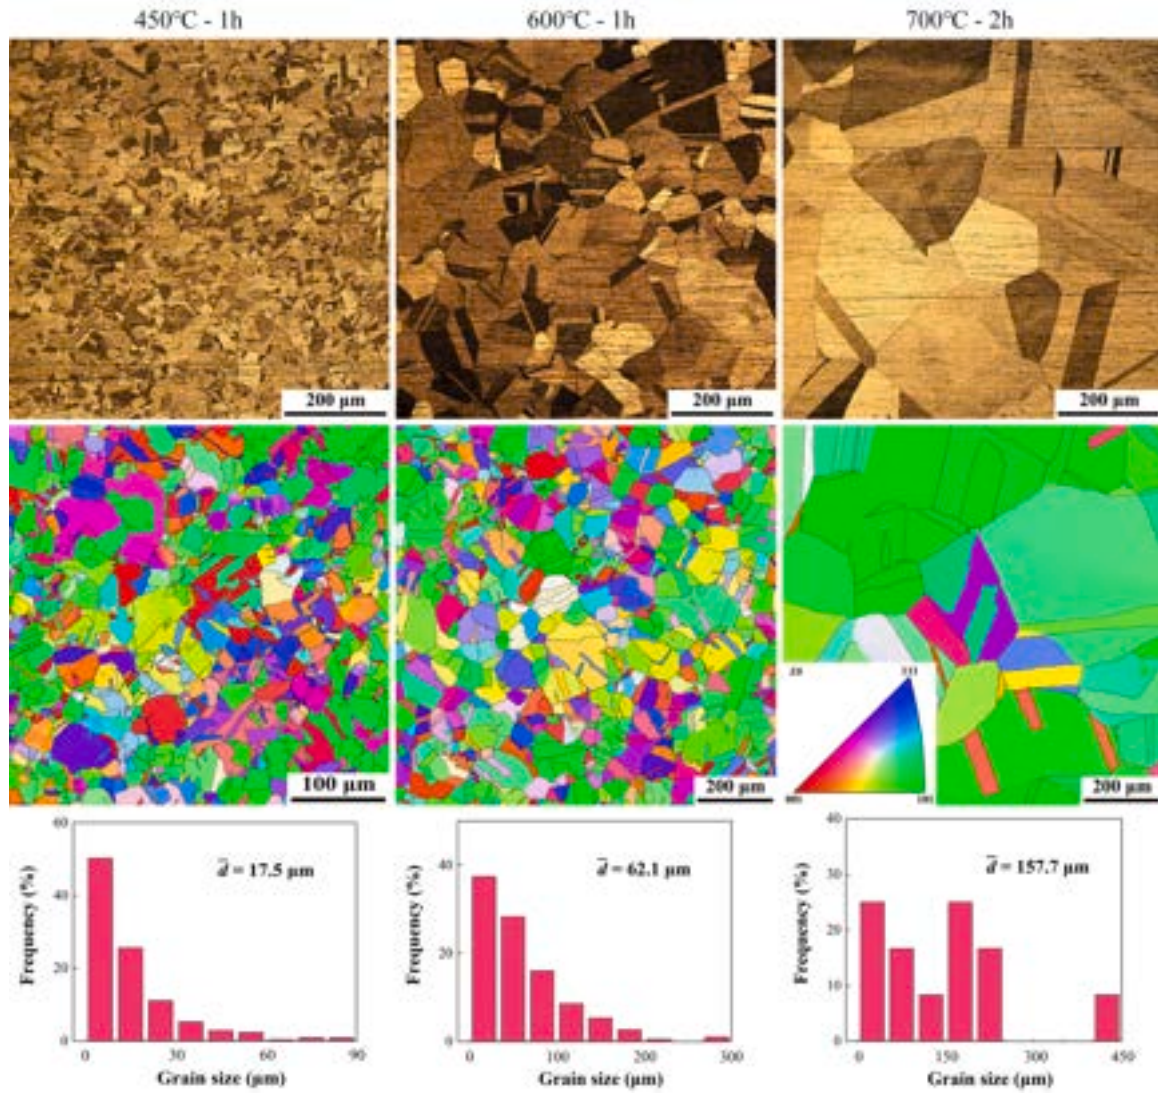 450°C - 1h 600°C - 1h 700°C - 2h
200 μm 200 μm 200 μm
111
001 101
100 μm 200 μm 200 μm
60 40 20 0
Frequency (%)
d̅ = 17.5 μm
0 30 60 90
Grain size (μm)
40 20 0
Frequency (%)
d̅ = 62.1 μm
0 100 200 300
Grain size (μm)
40 30 20 10 0
Frequency (%)
d̅ = 157.7 μm
0 150 300 450
Grain size (μm)